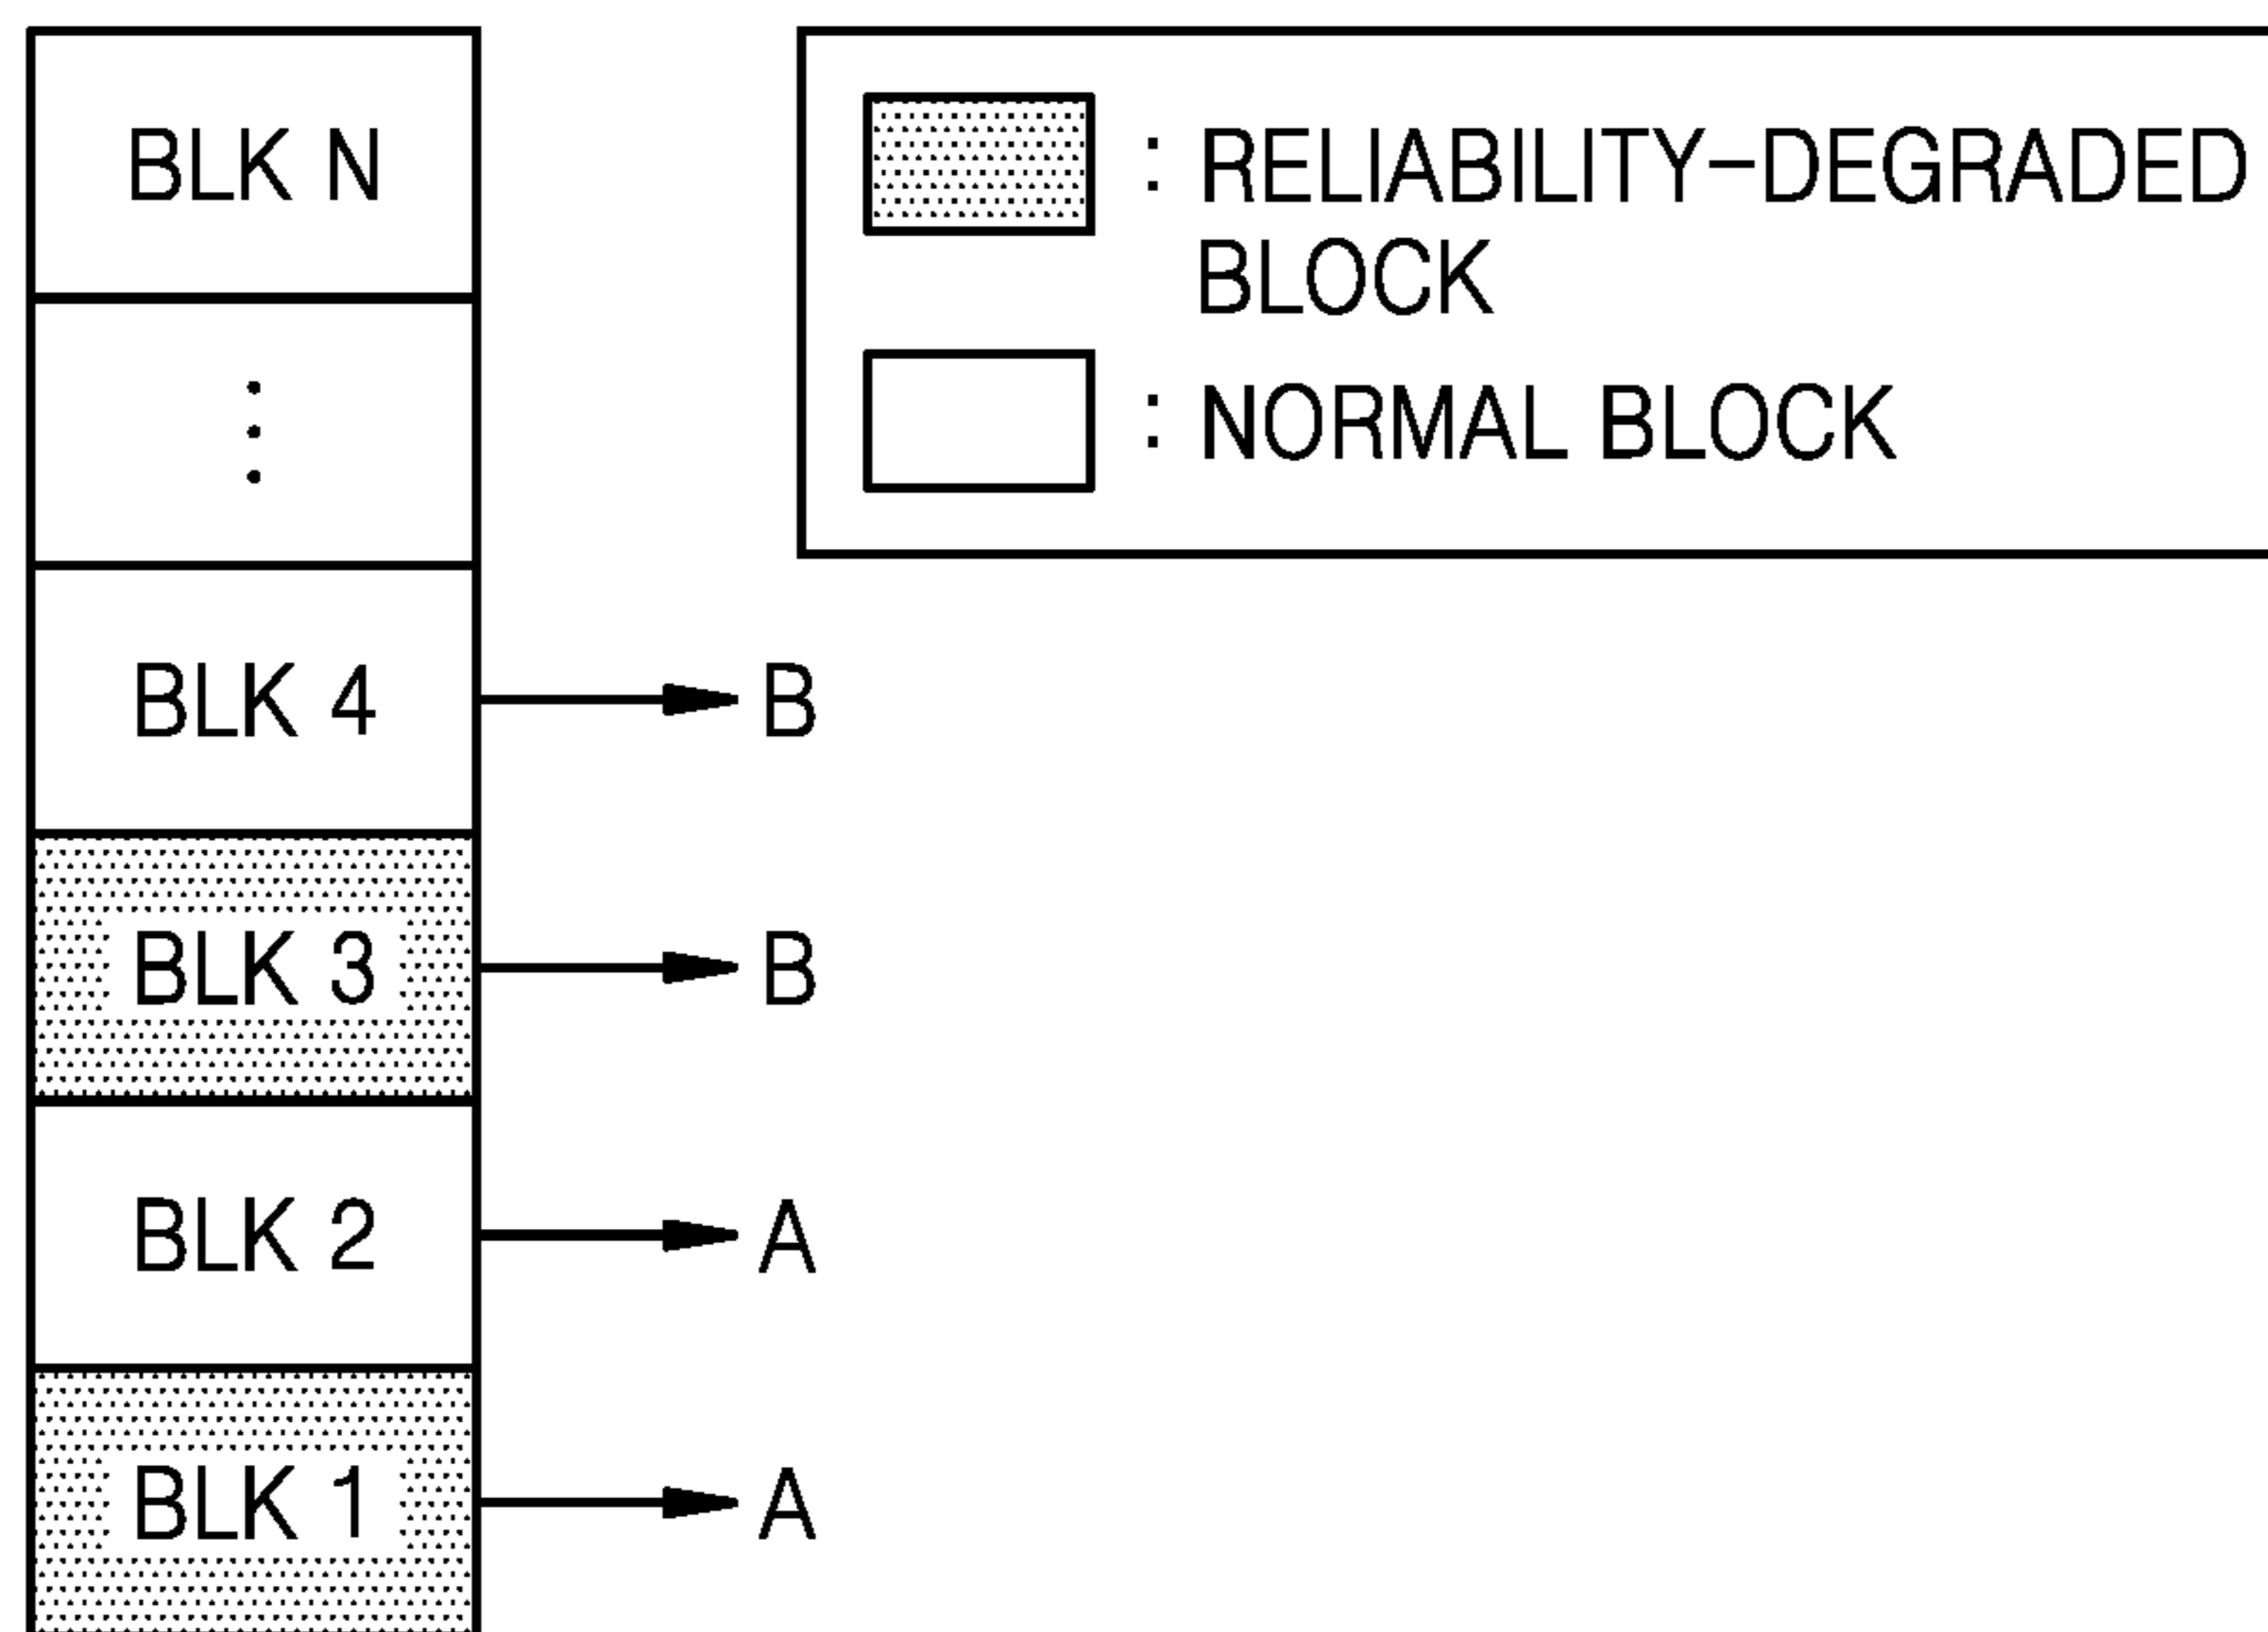 BLK N
: RELIABILITY-DEGRADED
BLOCK
: NORMAL BLOCK
BLK 4 B
BLK 3 B
BLK 2 A
BLK 1 A